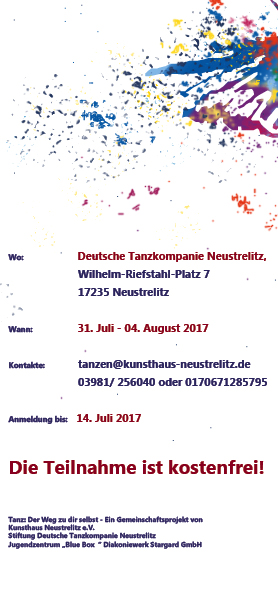 Wo: Deutsche Tanzkompanie Neustrelitz,
Wilhelm-Riefstahl-Platz 7
17235 Neustrelitz
Wann: 31. Juli - 04. August 2017
Kontakte: tanzen@kunsthaus-neustrelitz.de
03981/ 256040 oder 0170671285795
Anmeldung bis: 14. Juli 2017
Die Teilnahme ist kostenfrei!
Tanz: Der Weg zu dir selbst - Ein Gemeinschaftsprojekt von
Kunsthaus Neustrelitz e.V.
Stiftung Deutsche Tanzkompanie Neustrelitz
Jugendzentrum „Blue Box " Diakoniewerk Stargard GmbH